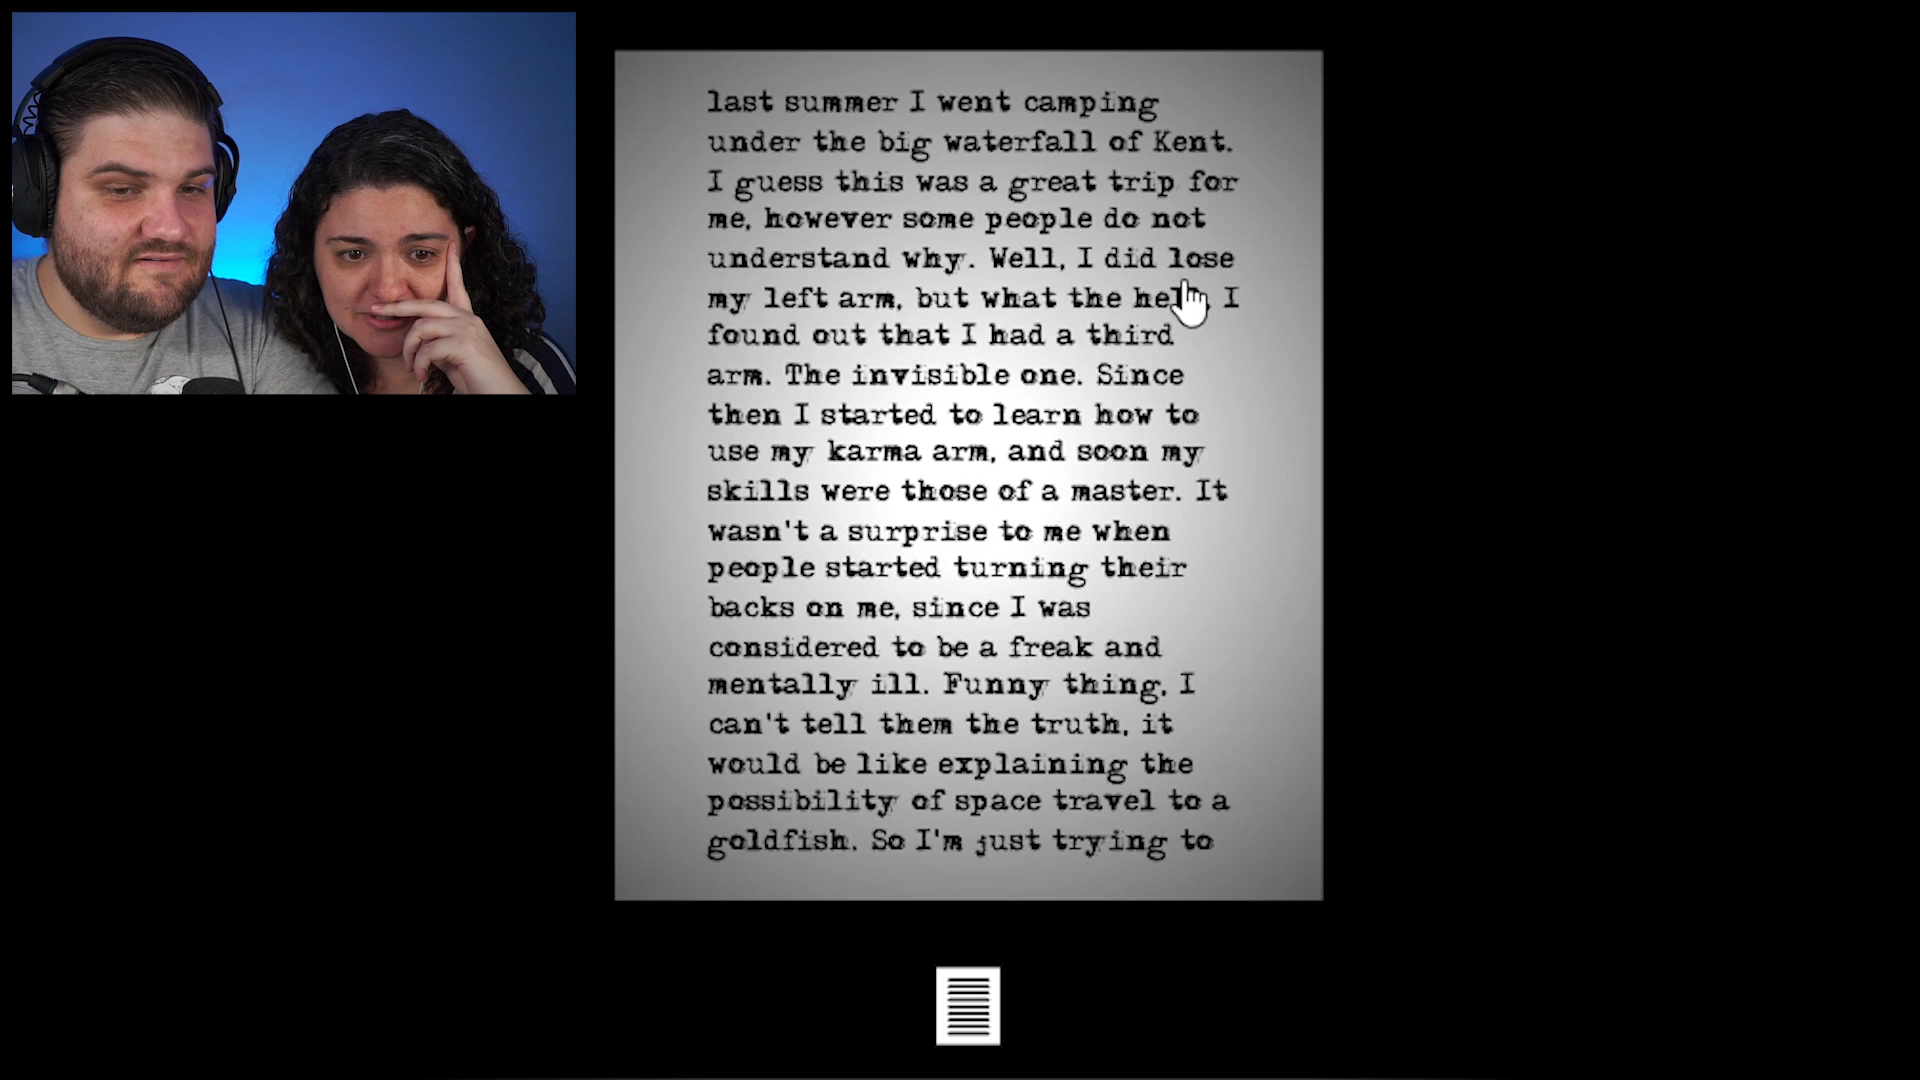 last summer I went camping
under the big waterfall of Kent.
I guess this was a great trip for
me, however some people do not
understand why. Well, I did lose
my left arm, but what the I
found out that I had a third
arm. The invisible one. Since
then I started to learn how to
use my karma arm, and soon my
skills were those of a master. It
wasn't a surprise to me when
people started turning their
backs on me, since I was
considered to be a freak and
mentally ill. Funny thing, I
can't tell them the truth, it
would be like explaining the
possibility of space travel to a
goldfish. So I'm just trying to